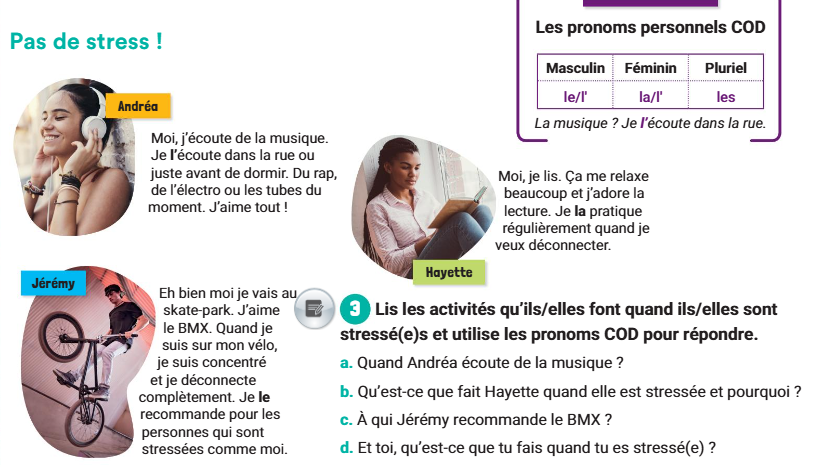 Pas de stress !
Andréa
Moi, j'écoute de la musique.
Je l'écoute dans la rue ou
juste avant de dormir. Du rap,
de l'électro ou les tubes du
moment. J'aime tout !
Les pronoms personnels COD
Masculin Féminin Pluriel
le/l' la/l' les
La musique ? Je l'écoute dans la rue.
Moi, je lis. Ça me relaxe
beaucoup et j'adore la
lecture. Je la pratique
régulièrement quand je
veux déconnecter.
Hayette
Jérémy
Eh bien moi je vais au
skate-park. J'aime
le BMX. Quand je
suis sur mon vélo,
je suis concentré
et je déconnecte
complètement. Je le
recommande pour les
personnes qui sont
stressées comme moi.
3 Lis les activités qu'ils/elles font quand ils/elles sont
stressé(e)s et utilise les pronoms COD pour répondre.
a. Quand Andréa écoute de la musique ?
b. Qu'est-ce que fait Hayette quand elle est stressée et pourquoi ?
c. À qui Jérémy recommande le BMX ?
d. Et toi, qu'est-ce que tu fais quand tu es stressé(e) ?